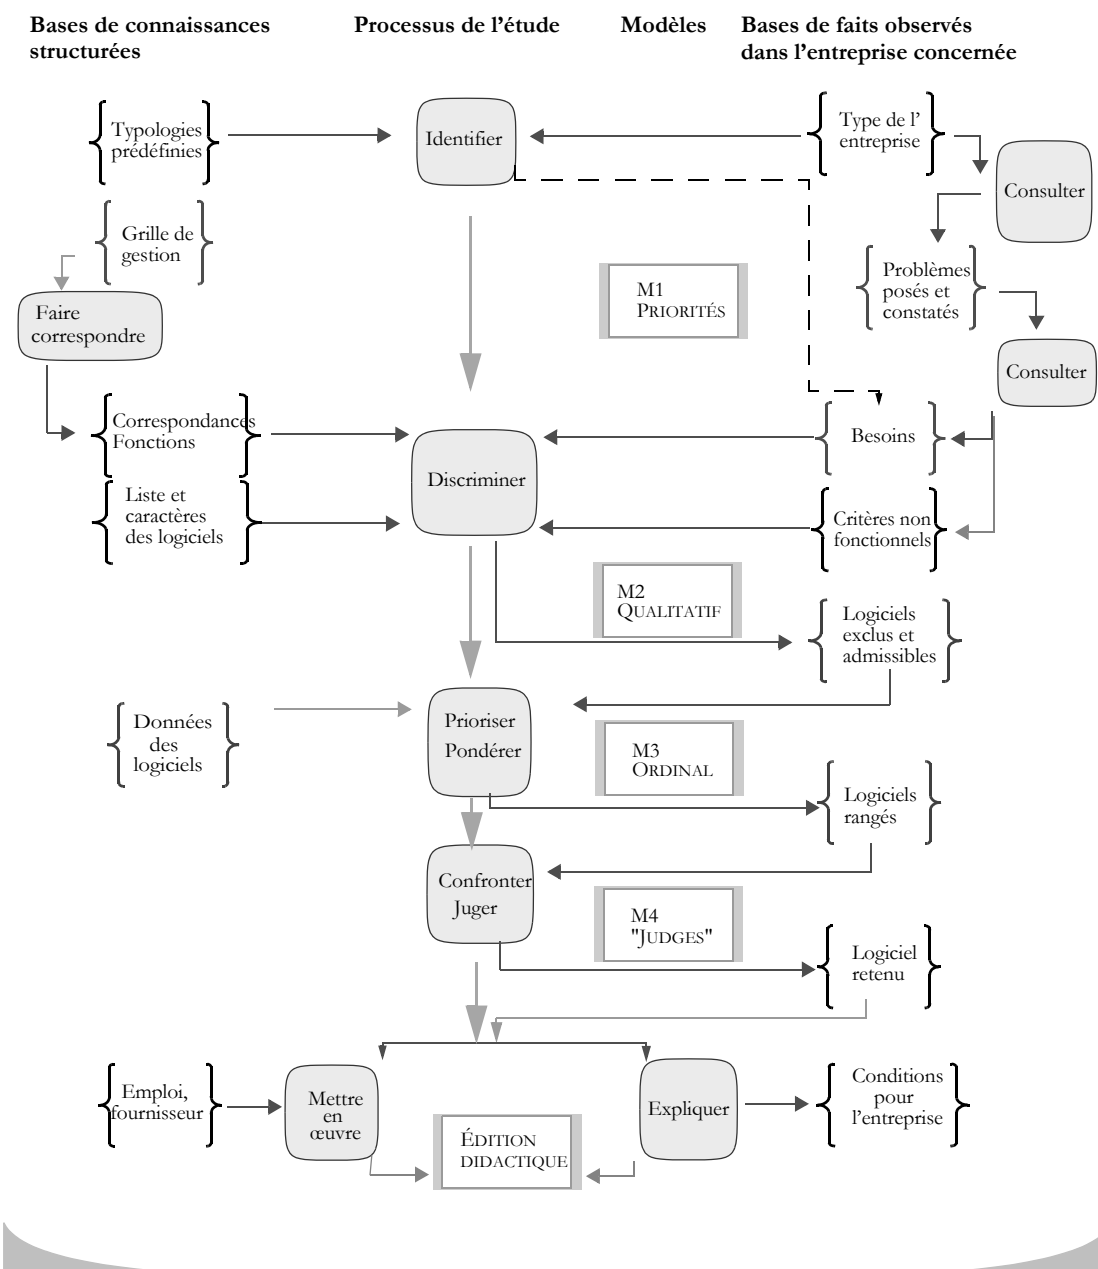 Bases de connaissances
structurées
Processus de l'étude
Modèles
Bases de faits observés
dans l'entreprise concernée
Typologies
prédéfinies
Identifier
Type de l'
entreprise
Consulter
Grille de
gestion
Problèmes
posés et
constatés
M1
PRIORITÉS
Faire
correspondre
Consulter
Correspondances
Fonctions
Besoins
Discriminer
Liste et
caractères
des logiciels
Critères non
fonctionnels
M2
QUALITATIF
Logiciels
exclus et
admissibles
Données
des
logiciels
Prioriser
Pondérer
M3
ORDINAL
Logiciels
rangés
Confronter
Juger
M4
"JUDGES"
Logiciel
retenu
Emploi,
fournisseur
Mettre
en
œuvre
Expliquer
Conditions
pour
l'entreprise
ÉDITION
DIDACTIQUE